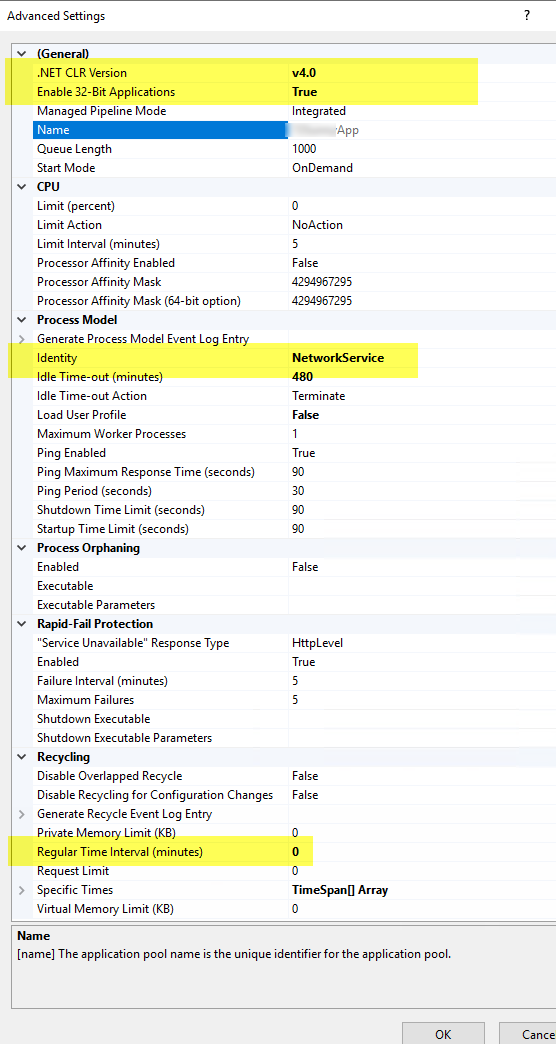 Advanced Settings ?
(General)
.NET CLR Version v4.0
Enable 32-Bit Applications True
Managed Pipeline Mode Integrated
Name App
Queue Length 1000
Start Mode OnDemand
CPU
Limit (percent) 0
Limit Action NoAction
Limit Interval (minutes) 5
Processor Affinity Enabled False
Processor Affinity Mask 4294967295
Processor Affinity Mask (64-bit option) 4294967295
Process Model
Generate Process Model Event Log Entry
Identity NetworkService
Idle Time-out (minutes) 480
Idle Time-out Action Terminate
Load User Profile False
Maximum Worker Processes 1
Ping Enabled True
Ping Maximum Response Time (seconds) 90
Ping Period (seconds) 30
Shutdown Time Limit (seconds) 90
Startup Time Limit (seconds) 90
Process Orphaning
Enabled False
Executable
Executable Parameters
Rapid-Fail Protection
"Service Unavailable" Response Type HttpLevel
Enabled True
Failure Interval (minutes) 5
Maximum Failures 5
Shutdown Executable
Shutdown Executable Parameters
Recycling
Disable Overlapped Recycle False
Disable Recycling for Configuration Changes False
Generate Recycle Event Log Entry
Private Memory Limit (KB) 0
Regular Time Interval (minutes) 0
Request Limit 0
Specific Times TimeSpan[] Array
Virtual Memory Limit (KB) 0
Name
[name] The application pool name is the unique identifier for the application pool.
OK Cance